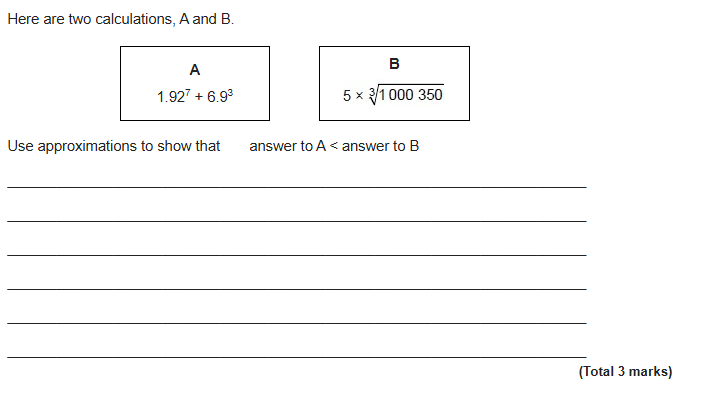 Here are two calculations, A and B.
A
1.92⁷ + 6.9³
B
5 × ∛1 000 350
Use approximations to show that answer to A < answer to B
(Total 3 marks)